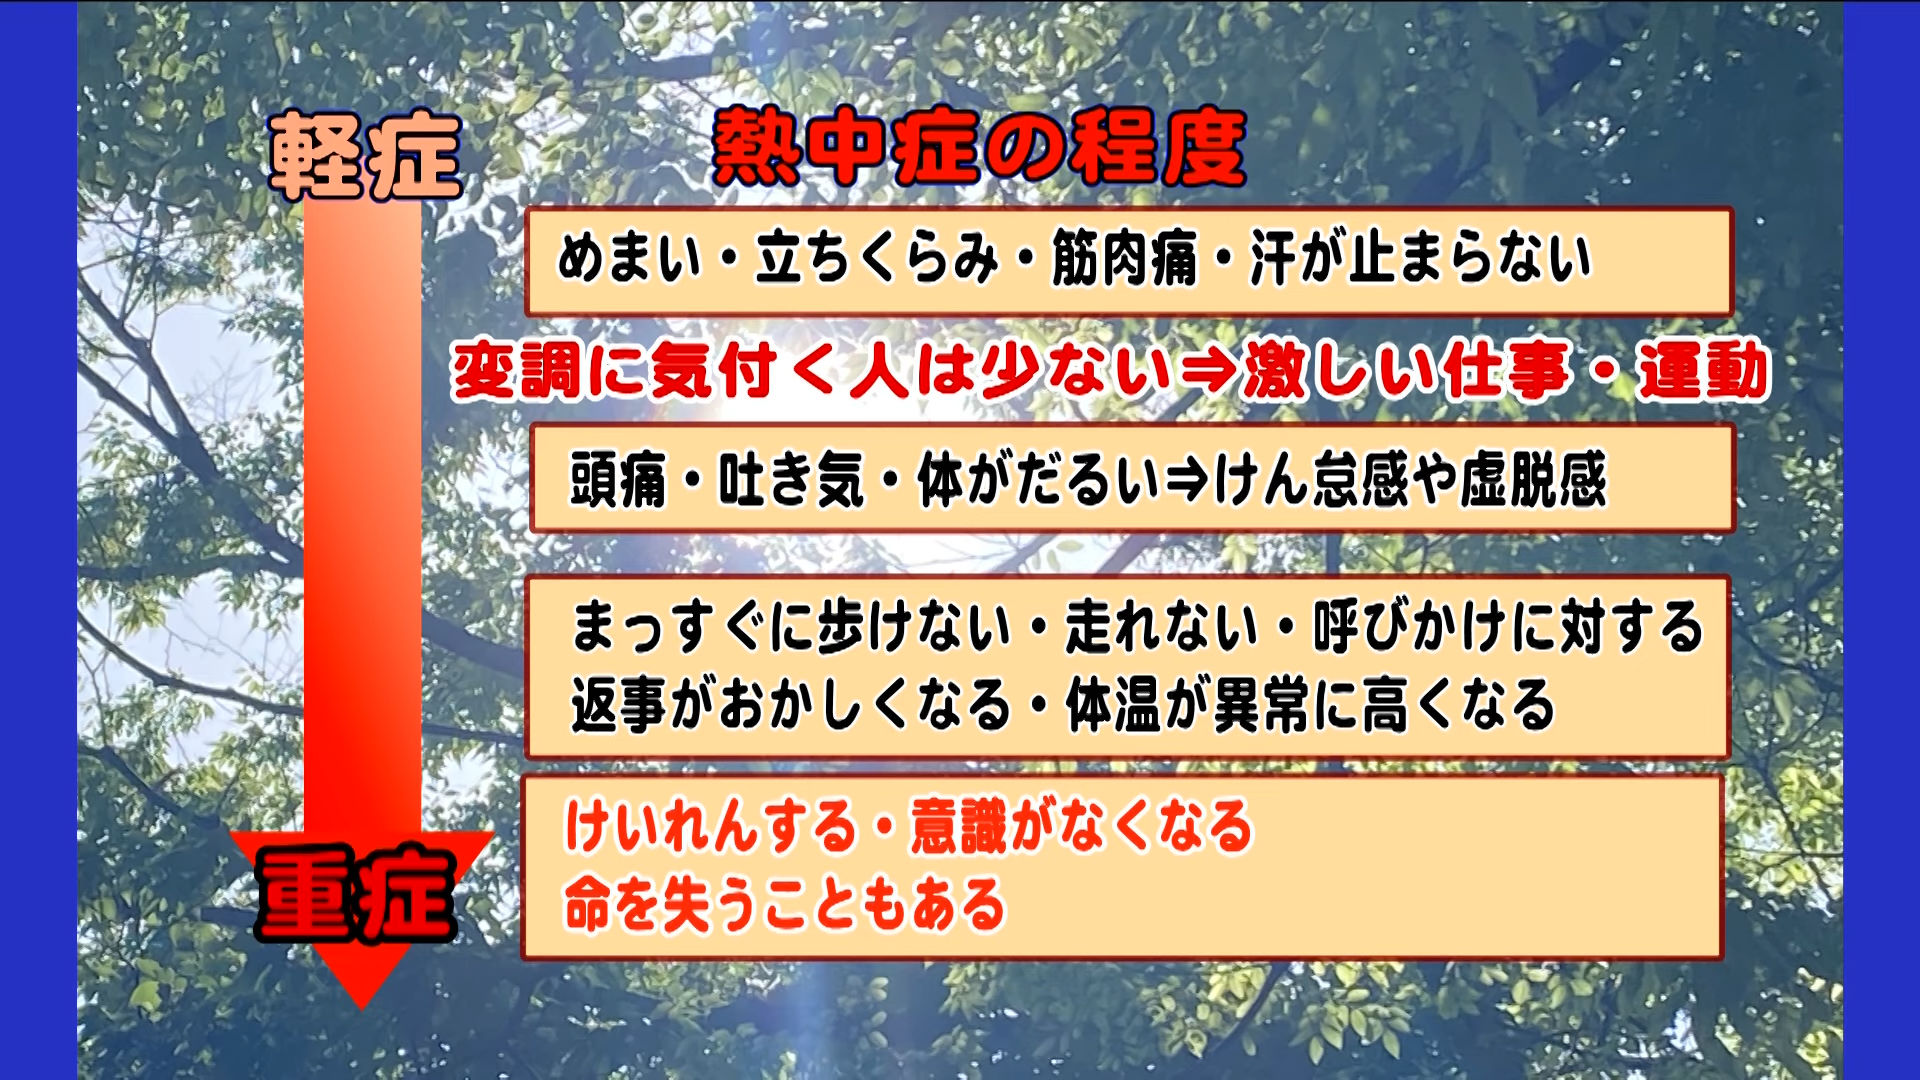 熱中症の程度
軽症
めまい・立ちくらみ・筋肉痛・汗が止まらない
変調に気付く人は少ない⇒激しい仕事・運動
頭痛・吐き気・体がだるい⇒けん怠感や虚脱感
まっすぐに歩けない・走れない・呼びかけに対する
返事がおかしくなる・体温が異常に高くなる
けいれんする・意識がなくなる
命を失うこともある
重症